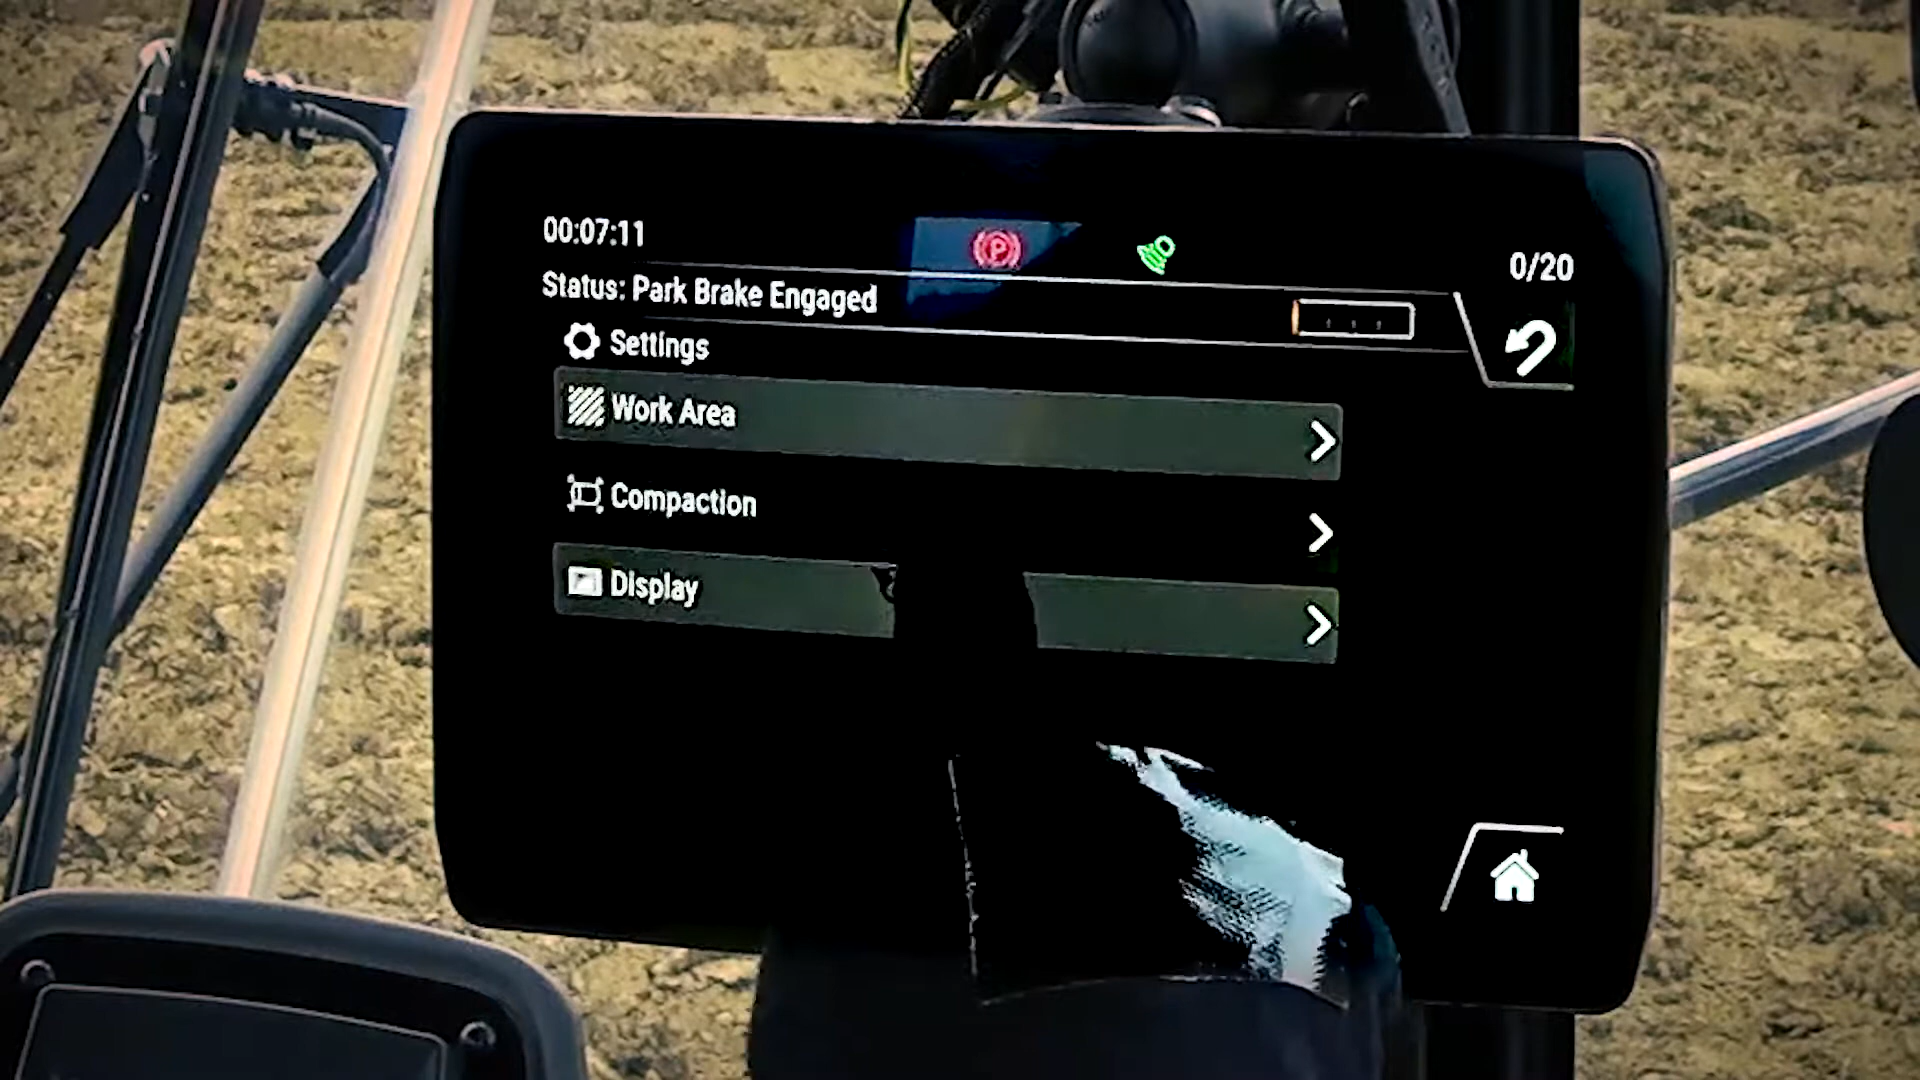 00:07:11
0/20
Status: Park Brake Engaged
Settings
Work Area
Compaction
Display